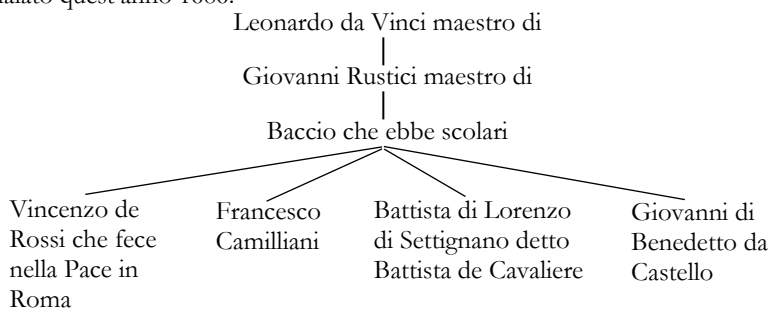 Leonardo da Vinci maestro di
Giovanni Rustici maestro di
Baccio che ebbe scolari
Vincenzo de
Rossi che fece
nella Pace in
Roma
Francesco
Camilliani
Battista di Lorenzo
di Settignano detto
Battista de Cavaliere
Giovanni di
Benedetto da
Castello